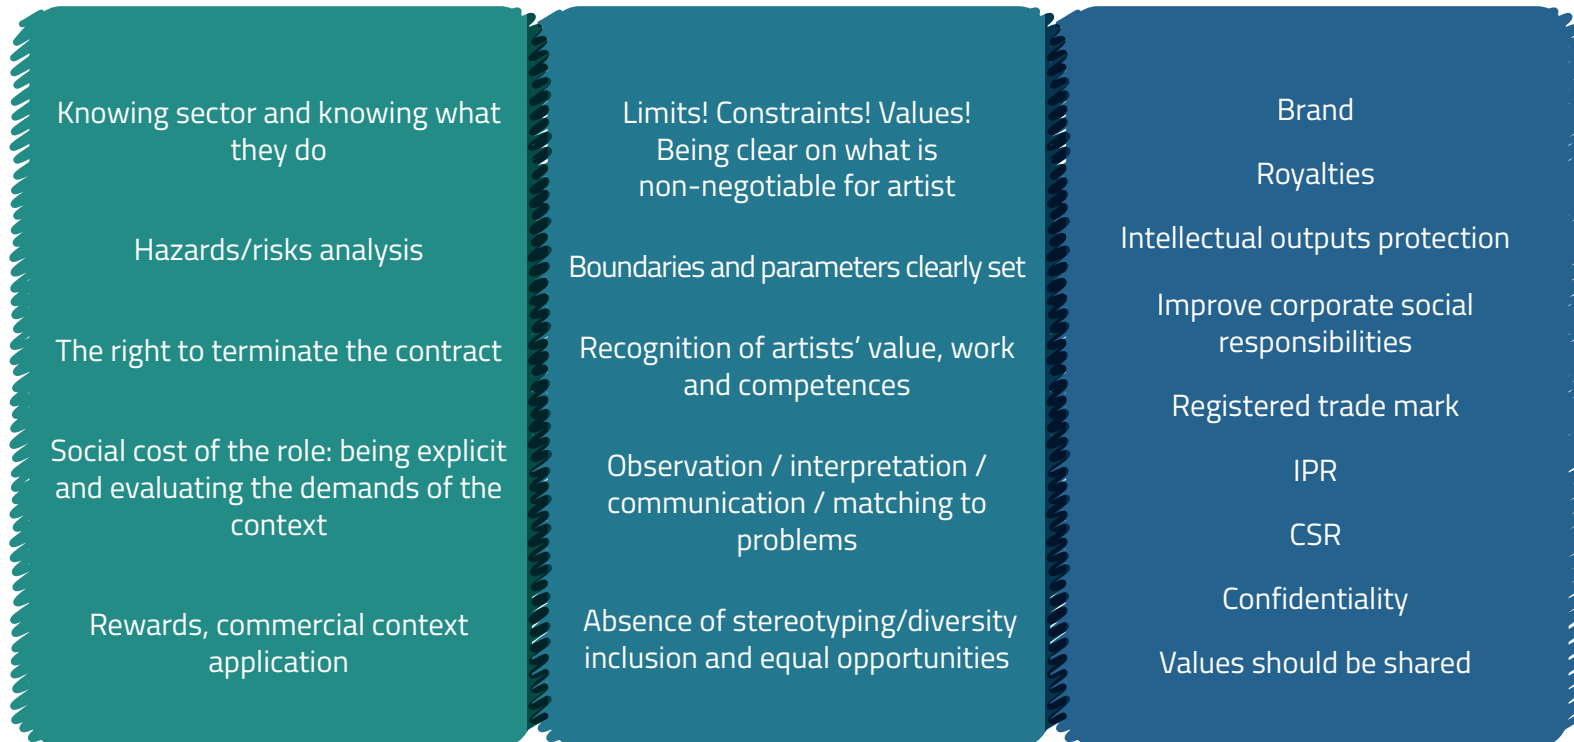 Knowing sector and knowing what
they do
Hazards/risks analysis
The right to terminate the contract
Social cost of the role: being explicit
and evaluating the demands of the
context
Rewards, commercial context
application
Limits! Constraints! Values!
Being clear on what is
non-negotiable for artist
Boundaries and parameters clearly set
Recognition of artists’ value, work
and competences
Observation / interpretation /
communication / matching to
problems
Absence of stereotyping/diversity
inclusion and equal opportunities
Brand
Royalties
Intellectual outputs protection
Improve corporate social
responsibilities
Registered trade mark
IPR
CSR
Confidentiality
Values should be shared